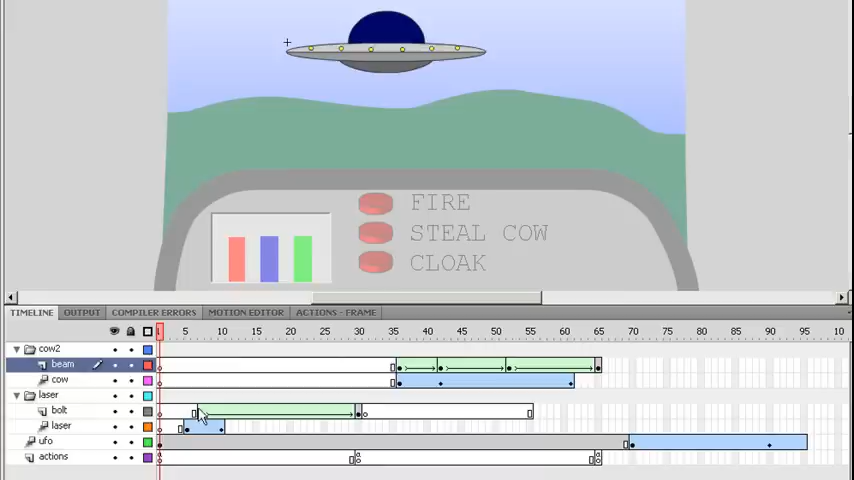 FIRE
STEAL COW
CLOAK
TIMELINE OUTPUT COMPILER ERRORS MOTION EDITOR ACTIONS - FRAME
1 5 10 15 20 25 30 35 40 45 50 55 60 65 70 75 80 85 90 95 10
cow2
beam
cow
laser
bolt
laser
ufo
actions